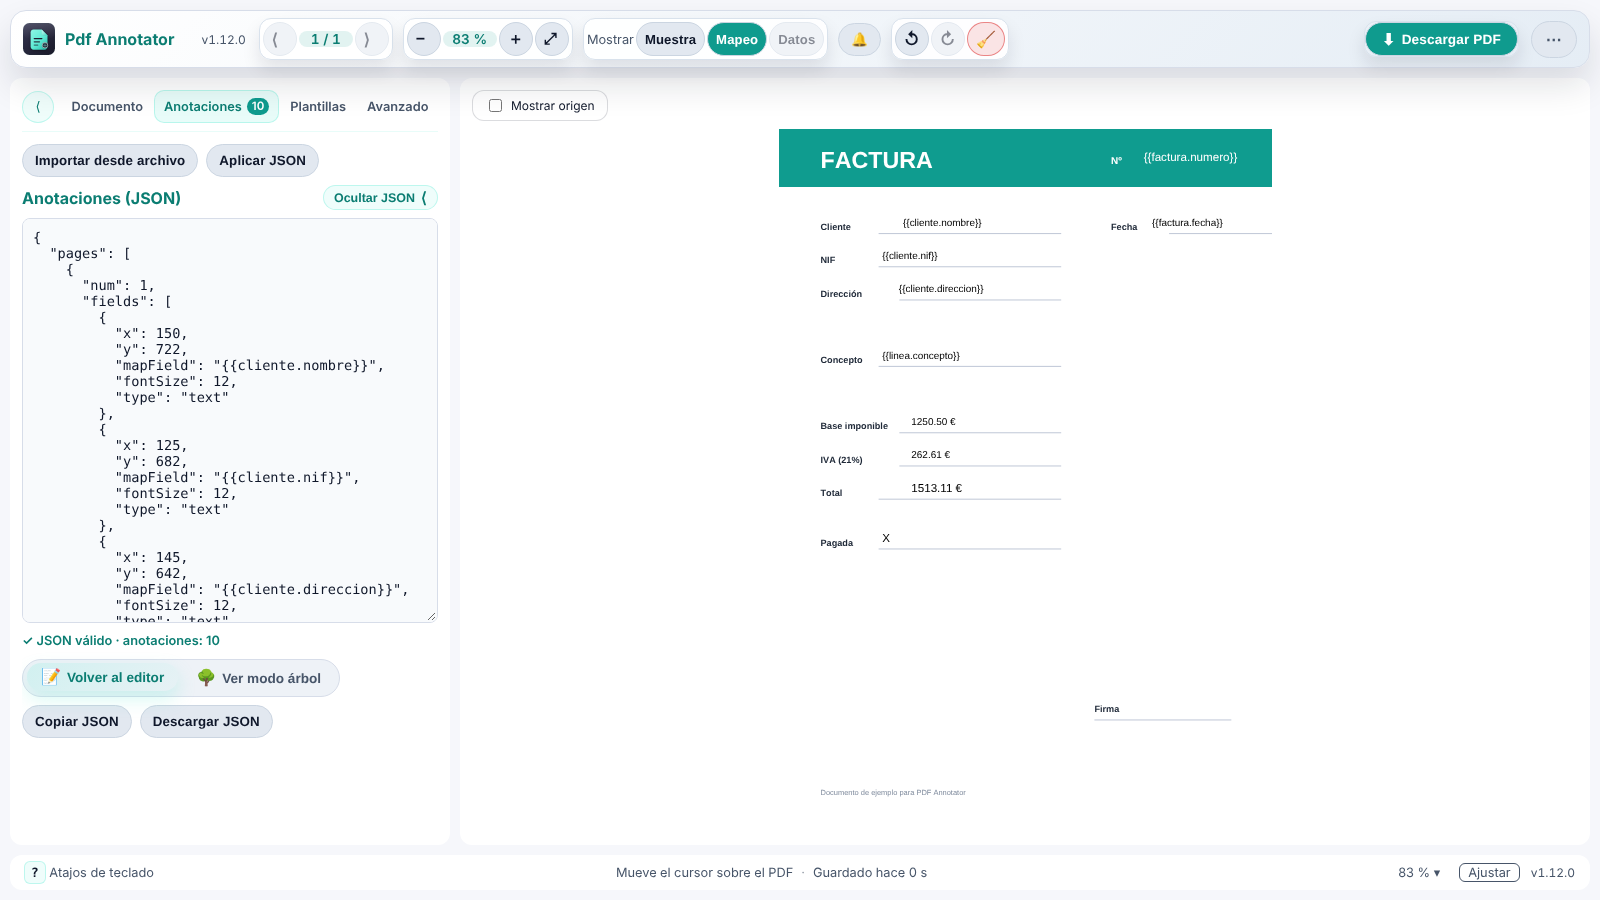 Pdf Annotator
v1.12.0
1 / 1
83 %
Mostrar
Muestra
Mapeo
Datos
Descargar PDF
Documento
Anotaciones 10
Plantillas
Avanzado
Importar desde archivo
Aplicar JSON
Anotaciones (JSON)
Ocultar JSON
{
"pages": [
{
"num": 1,
"fields": [
{
"x": 150,
"y": 722,
"mapField": "{{cliente.nombre}}",
"fontSize": 12,
"type": "text"
},
{
"x": 125,
"y": 682,
"mapField": "{{cliente.nif}}",
"fontSize": 12,
"type": "text"
},
{
"x": 145,
"y": 642,
"mapField": "{{cliente.direccion}}",
"fontSize": 12,
"type": "text"
✓ JSON válido · anotaciones: 10
Volver al editor
Ver modo árbol
Copiar JSON
Descargar JSON
Mostrar origen
FACTURA
Nº {{factura.numero}}
Cliente {{cliente.nombre}}
Fecha {{factura.fecha}}
NIF {{cliente.nif}}
Dirección {{cliente.direccion}}
Concepto {{linea.concepto}}
Base imponible 1250.50 €
IVA (21%) 262.61 €
Total 1513.11 €
Pagada X
Firma
Documento de ejemplo para PDF Annotator
? Atajos de teclado
Mueve el cursor sobre el PDF · Guardado hace 0 s
83 % ▾
Ajustar
v1.12.0